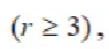 (r ≥ 3),